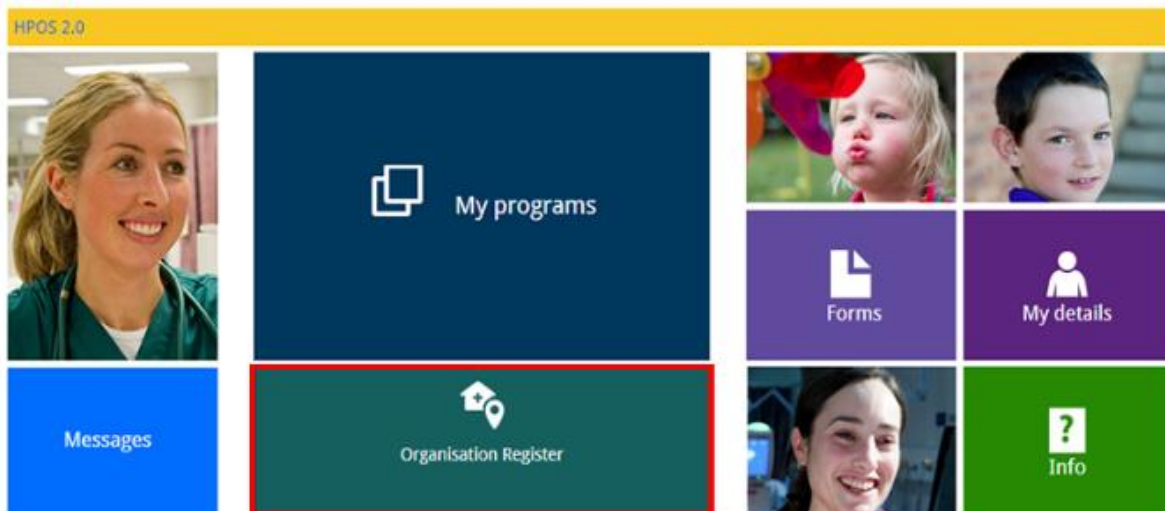 HPOS 2.0
My programs
Forms
My details
Messages
Organisation Register
?
Info